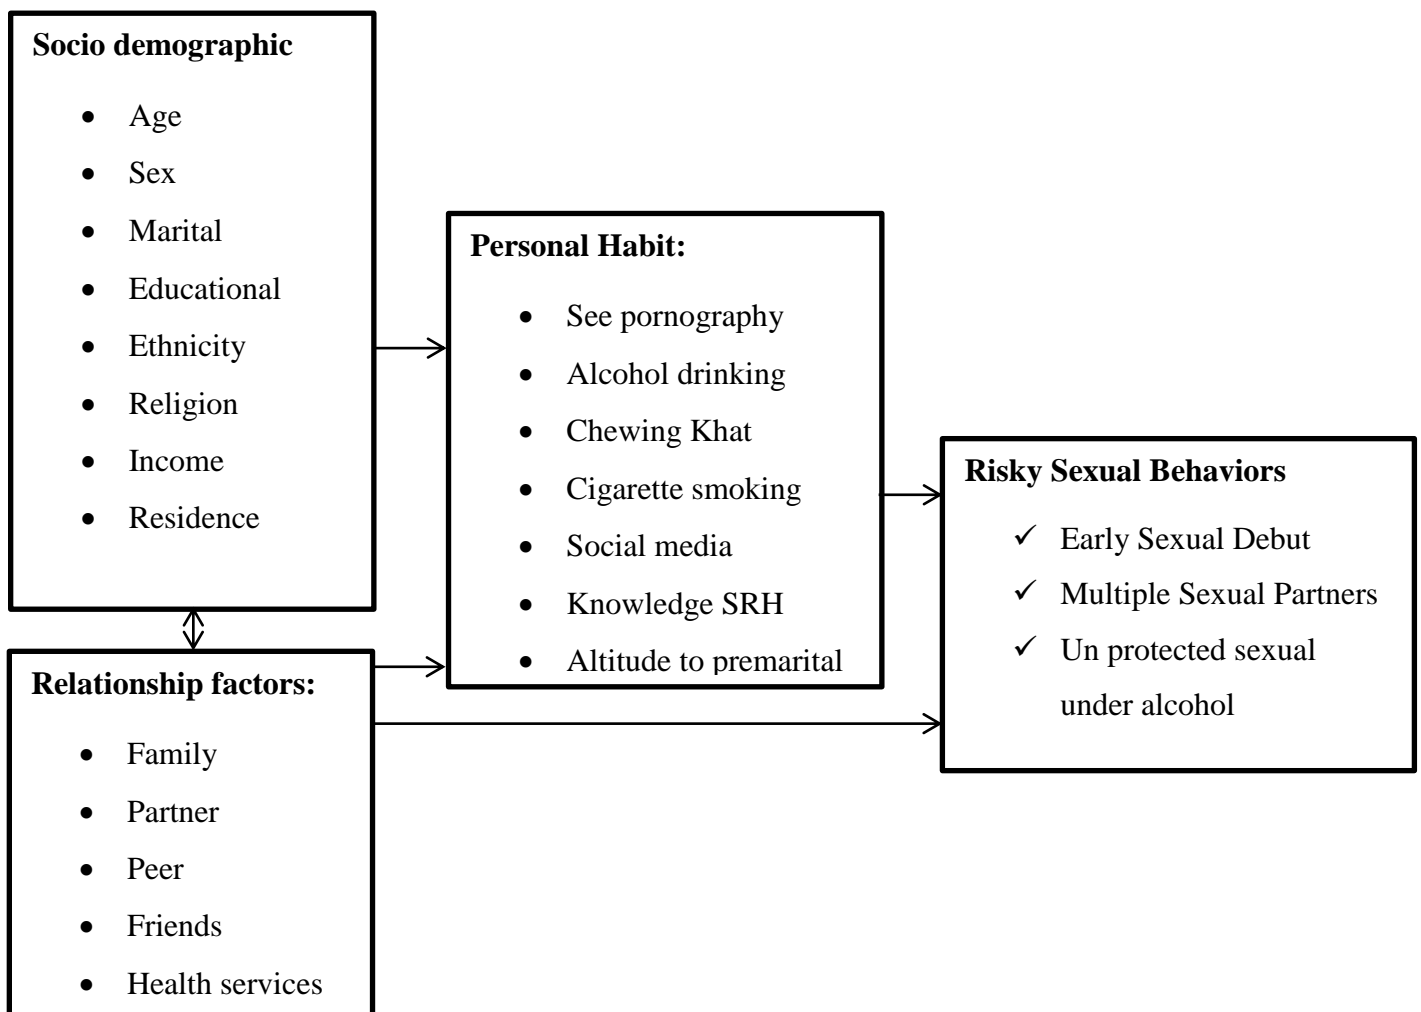 Socio demographic
• Age
• Sex
• Marital
• Educational
• Ethnicity
• Religion
• Income
• Residence
Relationship factors:
• Family
• Partner
• Peer
• Friends
• Health services
Personal Habit:
• See pornography
• Alcohol drinking
• Chewing Khat
• Cigarette smoking
• Social media
• Knowledge SRH
• Altitude to premarital
Risky Sexual Behaviors
✓ Early Sexual Debut
✓ Multiple Sexual Partners
✓ Un protected sexual
under alcohol